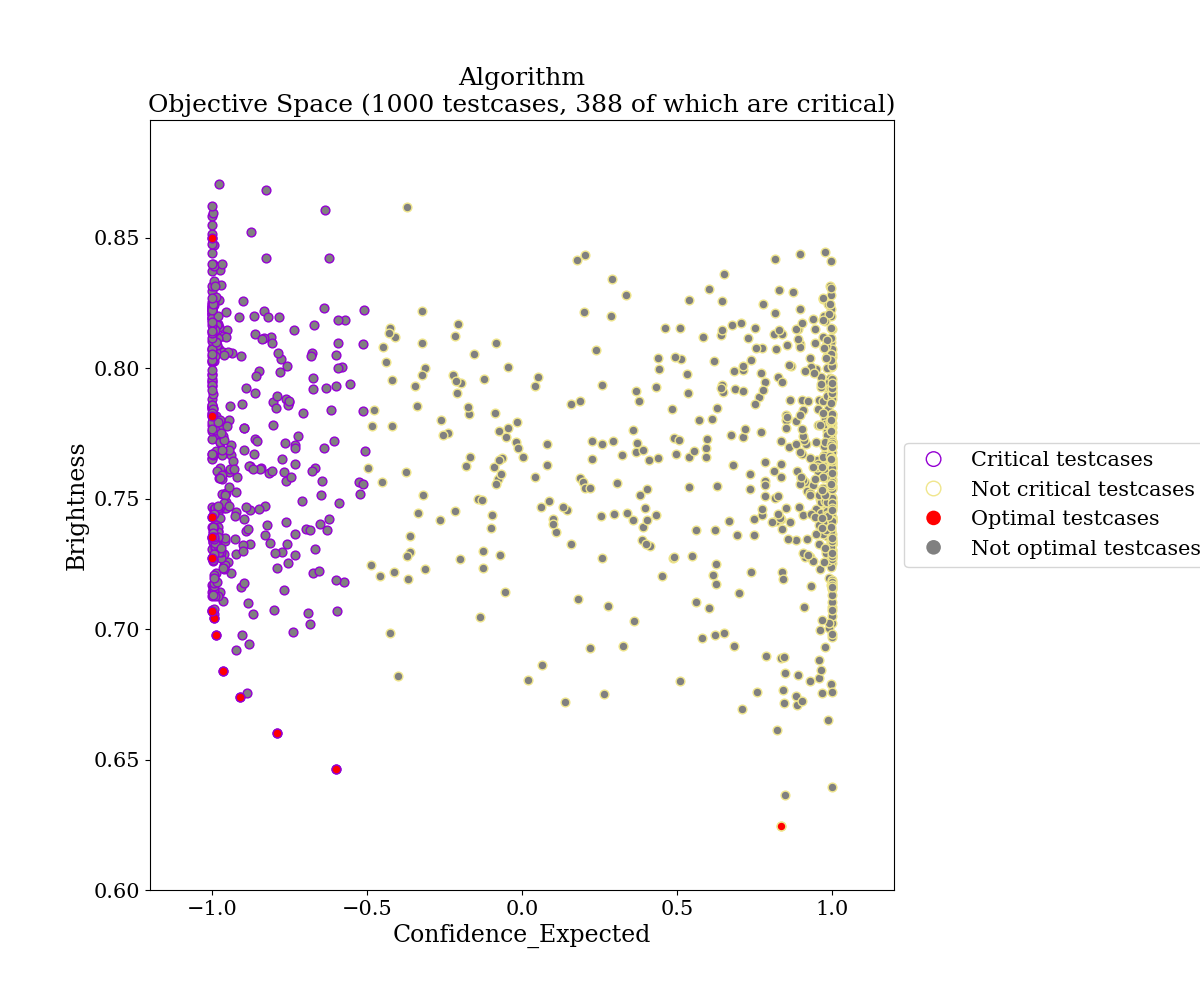 Algorithm
Objective Space (1000 testcases, 388 of which are critical)
Brightness
0.85
0.80
0.75
0.70
0.65
0.60
−1.0
−0.5
0.0
0.5
1.0
Confidence_Expected
Critical testcases
Not critical testcases
Optimal testcases
Not optimal testcases